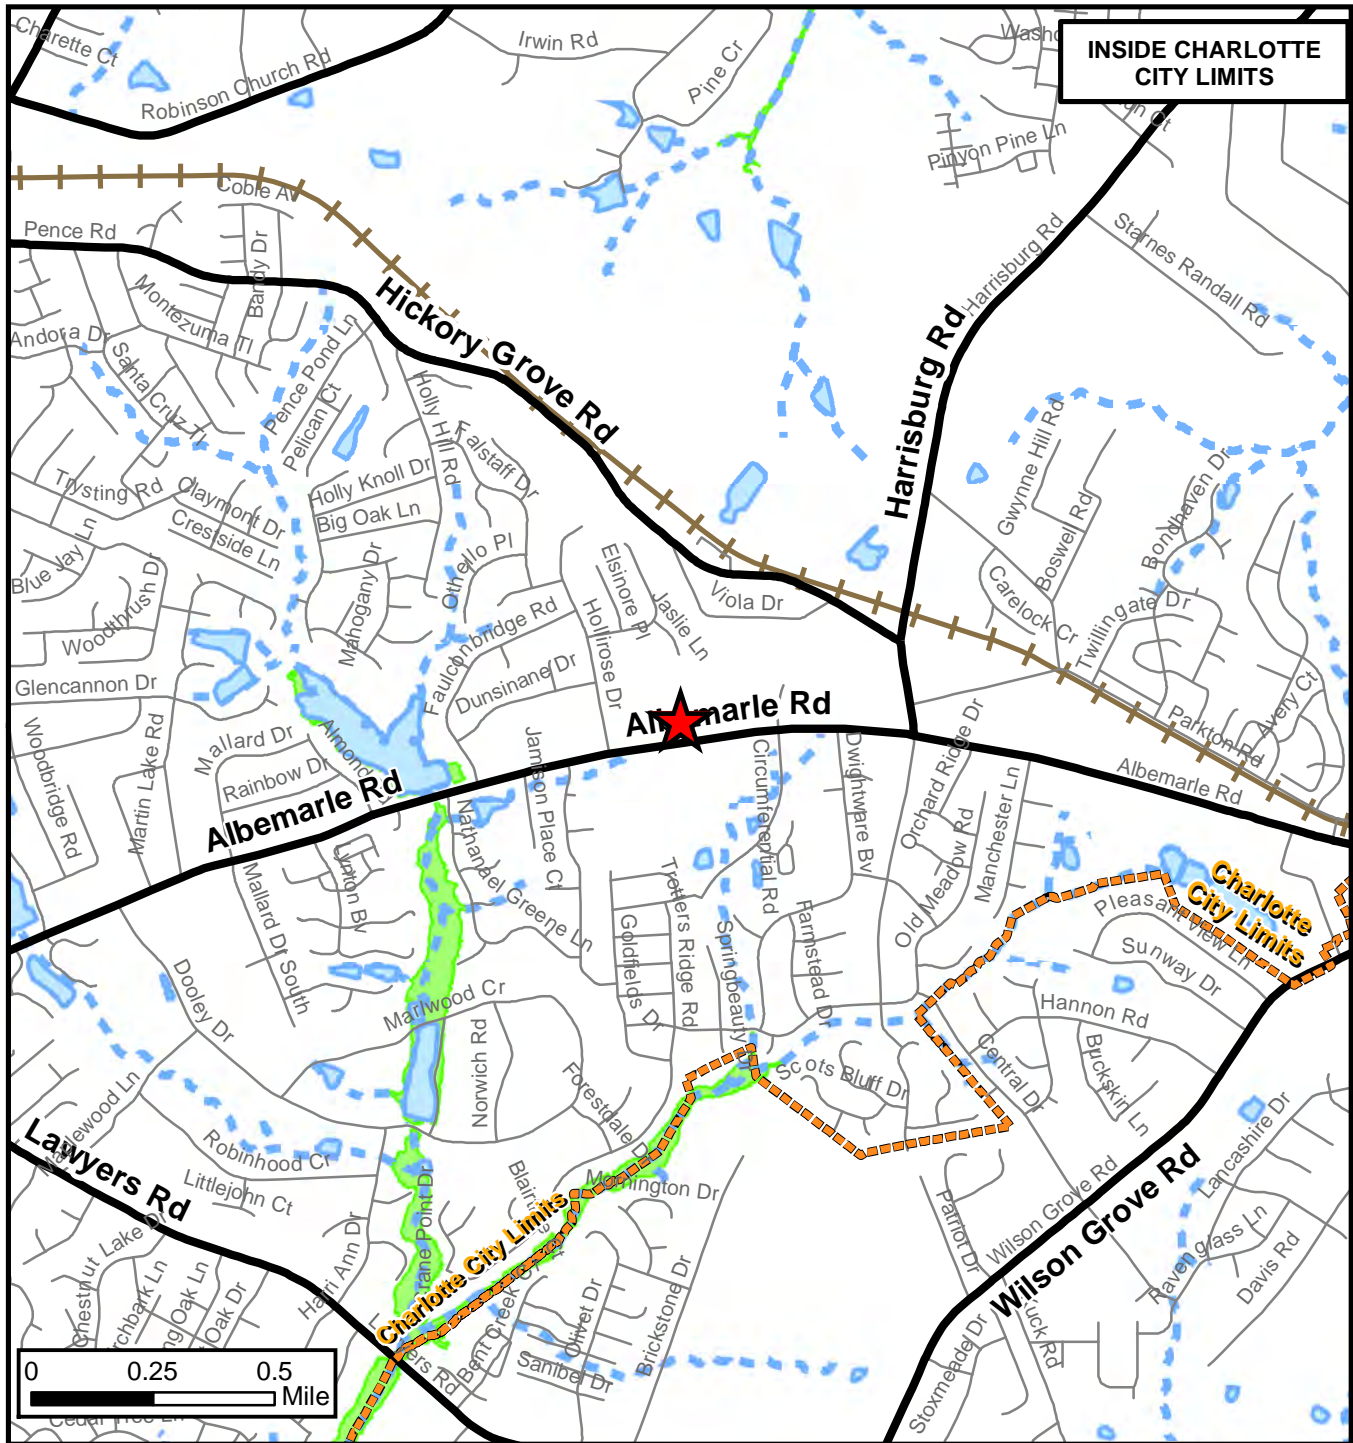 INSIDE CHARLOTTE
CITY LIMITS
Charette Ct
Robinson Church Rd
Irwin Rd
Pine Cr
Pinyon Pine Ln
Coble Av
Pence Rd
Bandy Dr
Montezuma Tl
Andora Dr
Santa Cruz Tl
Pence Pond Ln
Pelican Ct
Hickory Grove Rd
Harrisburg Rd
Harrisburg Rd
Starnes Randall Rd
Holly Hill Rd
Falstaff Dr
Holly Knoll Dr
Big Oak Ln
Trysting Rd
Claymont Dr
Crestside Ln
Blue Jay Ln
Woodthrush Dr
Mahogany Dr
Othello Pl
Faulconbridge Rd
Dunsinane Dr
Elsinore Pl
Hollirose Dr
Jaslie Ln
Viola Dr
Gwynne Hill Rd
Boswell Rd
Bondhaven Dr
Carelock Cr
Twillingate Dr
Avery Ct
Parkton Rd
Glencannon Dr
Woodbridge Rd
Martin Lake Rd
Mallard Dr
Rainbow Dr
Almond
Albemarle Rd
Albemarle Rd
Albemarle Rd
Jamison Place Ct
Circumferential Rd
Dwightware Bv
Orchard Ridge Dr
Old Meadow Rd
Manchester Ln
Nathanael Greene Ln
Lynton Bv
Mallard Dr South
Trotters Ridge Rd
Goldfields Dr
Springbeauty Dr
Farmstead Dr
Charlotte
City Limits
Pleasant View Ln
Sunway Dr
Hannon Rd
Central Dr
Buckskin Ln
Dooley Dr
Marlwood Cr
Norwich Rd
Forestdale Dr
Scots Bluff Dr
Maplewood Ln
Lawyers Rd
Robinhood Cr
Littlejohn Ct
Harri Ann Dr
Mornington Dr
Charlotte City Limits
Patriot Dr
Wilson Grove Rd
Wilson Grove Rd
Lancashire Dr
Ravenglass Ln
Davis Rd
Chestnut Lake Dr
Bent Creek
Olivet Dr
Sanibel Dr
Brickstone Dr
Stoxmeade Dr
0 0.25 0.5
Mile